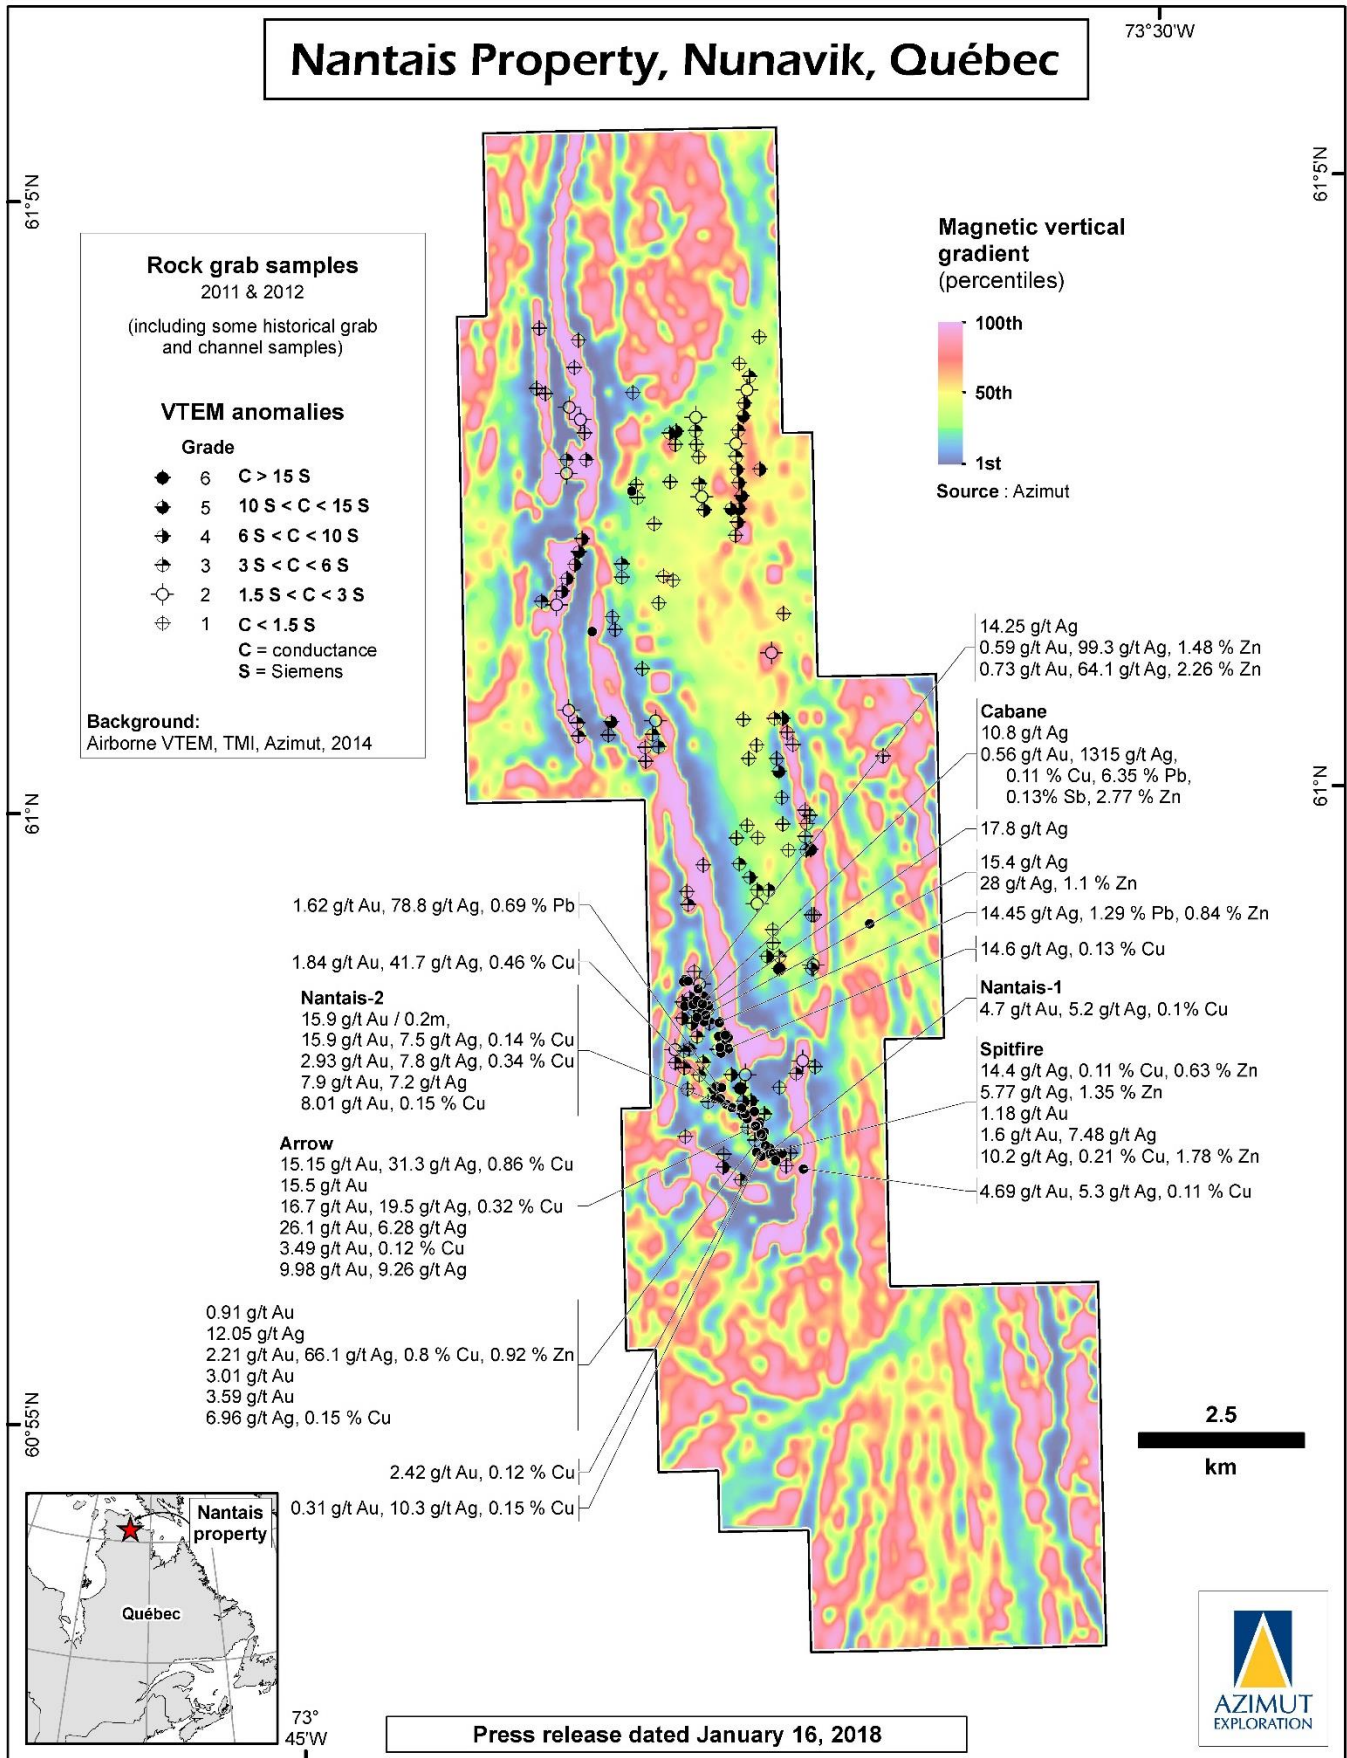 73°30'W
Nantais Property, Nunavik, Québec
61°5'N
61°5'N
Rock grab samples
2011 & 2012
(including some historical grab
and channel samples)
VTEM anomalies
Grade
6 C > 15 S
5 10 S < C < 15 S
4 6 S < C < 10 S
3 3 S < C < 6 S
2 1.5 S < C < 3 S
1 C < 1.5 S
C = conductance
S = Siemens
Background:
Airborne VTEM, TMI, Azimut, 2014
Magnetic vertical
gradient
(percentiles)
100th
50th
1st
Source : Azimut
14.25 g/t Ag
0.59 g/t Au, 99.3 g/t Ag, 1.48 % Zn
0.73 g/t Au, 64.1 g/t Ag, 2.26 % Zn
Cabane
10.8 g/t Ag
0.56 g/t Au, 1315 g/t Ag,
0.11 % Cu, 6.35 % Pb,
0.13% Sb, 2.77 % Zn
61°N
61°N
17.8 g/t Ag
15.4 g/t Ag
28 g/t Ag, 1.1 % Zn
14.45 g/t Ag, 1.29 % Pb, 0.84 % Zn
14.6 g/t Ag, 0.13 % Cu
Nantais-1
4.7 g/t Au, 5.2 g/t Ag, 0.1% Cu
Spitfire
14.4 g/t Ag, 0.11 % Cu, 0.63 % Zn
5.77 g/t Ag, 1.35 % Zn
1.18 g/t Au
1.6 g/t Au, 7.48 g/t Ag
10.2 g/t Ag, 0.21 % Cu, 1.78 % Zn
4.69 g/t Au, 5.3 g/t Ag, 0.11 % Cu
1.62 g/t Au, 78.8 g/t Ag, 0.69 % Pb
1.84 g/t Au, 41.7 g/t Ag, 0.46 % Cu
Nantais-2
15.9 g/t Au / 0.2m,
15.9 g/t Au, 7.5 g/t Ag, 0.14 % Cu
2.93 g/t Au, 7.8 g/t Ag, 0.34 % Cu
7.9 g/t Au, 7.2 g/t Ag
8.01 g/t Au, 0.15 % Cu
Arrow
15.15 g/t Au, 31.3 g/t Ag, 0.86 % Cu
15.5 g/t Au
16.7 g/t Au, 19.5 g/t Ag, 0.32 % Cu
26.1 g/t Au, 6.28 g/t Ag
3.49 g/t Au, 0.12 % Cu
9.98 g/t Au, 9.26 g/t Ag
0.91 g/t Au
12.05 g/t Ag
2.21 g/t Au, 66.1 g/t Ag, 0.8 % Cu, 0.92 % Zn
3.01 g/t Au
3.59 g/t Au
6.96 g/t Ag, 0.15 % Cu
2.42 g/t Au, 0.12 % Cu
0.31 g/t Au, 10.3 g/t Ag, 0.15 % Cu
60°55'N
2.5
km
Nantais
property
Québec
73°
45'W
Press release dated January 16, 2018
AZIMUT
EXPLORATION